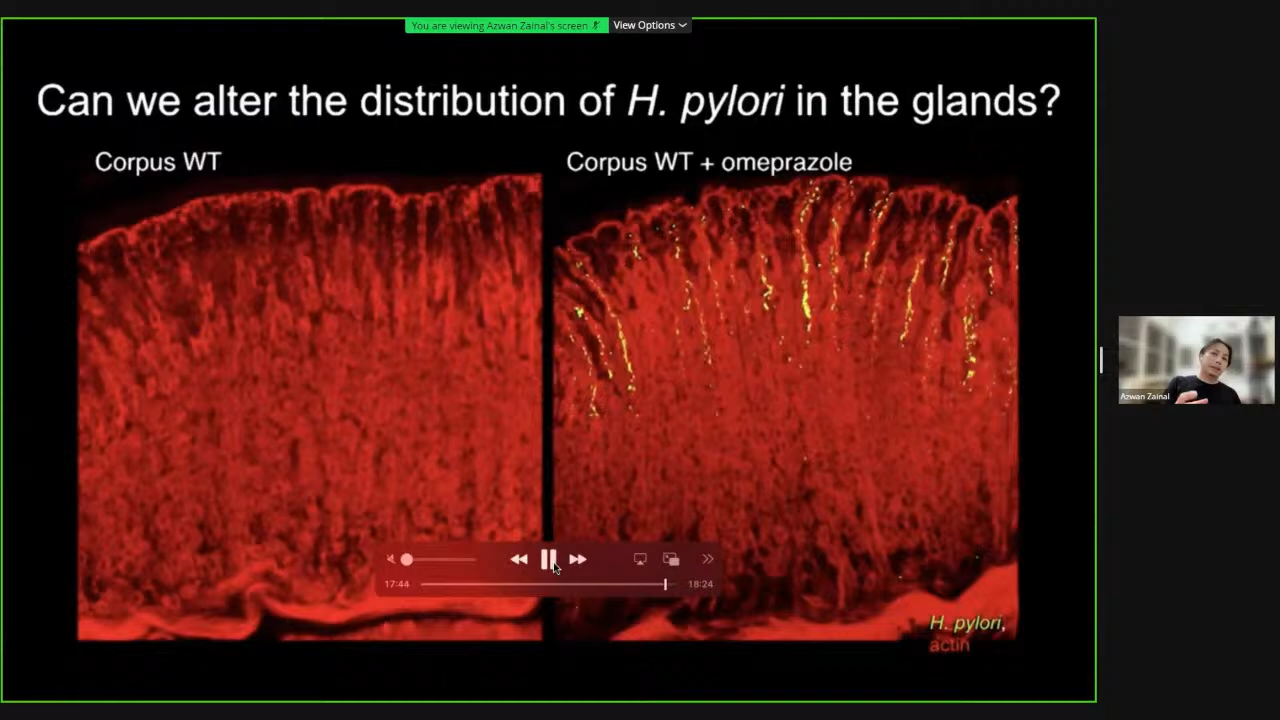 You are viewing Azwan Zainal's screen
View Options
Can we alter the distribution of H. pylori in the glands?
Corpus WT
Corpus WT + omeprazole
17:44
18:24
H. pylori,
actin
Azwan Zainal